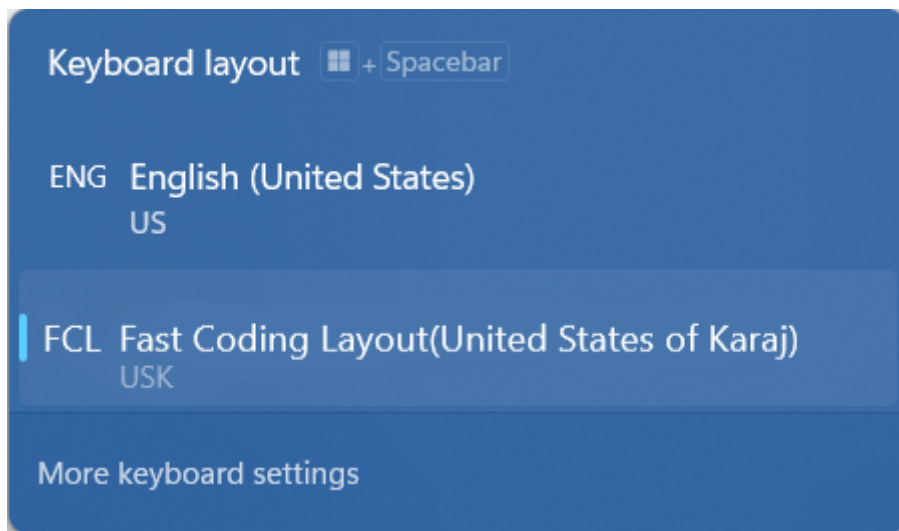 Keyboard layout + Spacebar
ENG English (United States)
US
FCL Fast Coding Layout(United States of Karaj)
USK
More keyboard settings